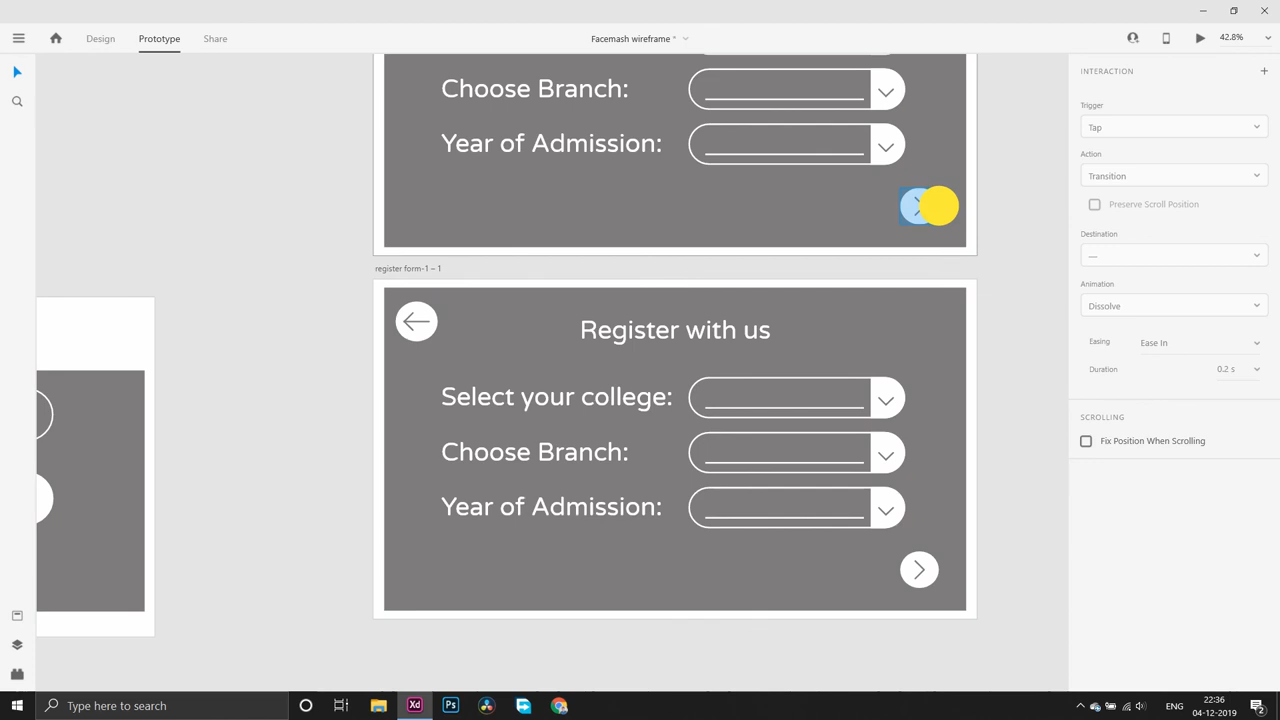 Design
Prototype
Share
Facemash wireframe *
42.8%
Choose Branch:
Year of Admission:
register form-1 – 1
Register with us
Select your college:
Choose Branch:
Year of Admission:
INTERACTION
Trigger
Tap
Action
Transition
Preserve Scroll Position
Destination
—
Animation
Dissolve
Easing
Ease In
Duration
0.2 s
SCROLLING
Fix Position When Scrolling
Type here to search
Xd
Ps
ENG
22:36
04-12-2019
2